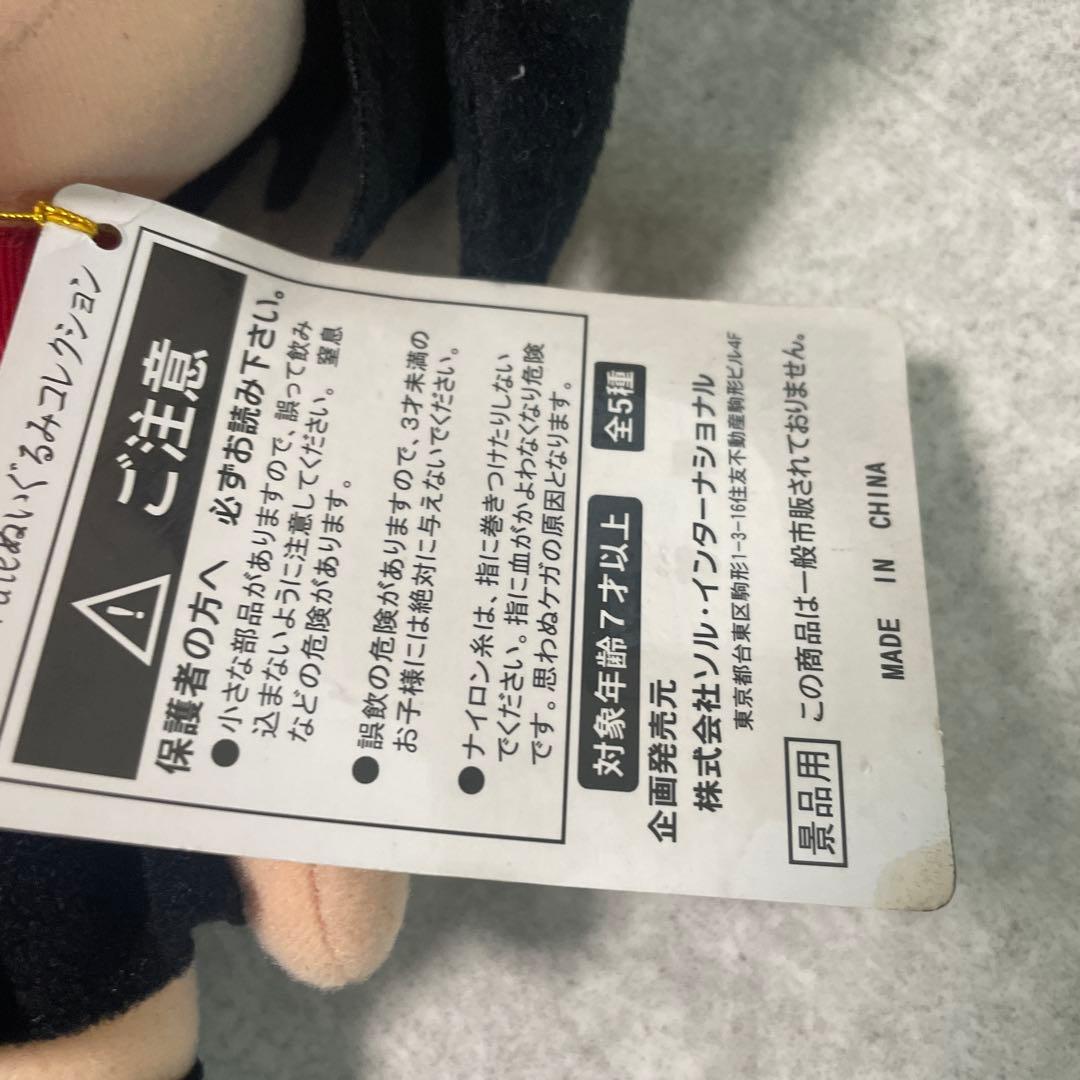 ぬいぐるみコレクション
ご注意
保護者の方へ 必ずお読み下さい。
●小さな部品がありますので、誤って飲み
込まないように注意してください。 窒息
などの危険があります。
●誤飲の危険がありますので、3才未満の
お子様には絶対に与えないでください。
●ナイロン糸は、指に巻きつけたりしない
でください。指に血がかよわなくなり危険
です。思わぬケガの原因となります。
対象年齢7才以上 全5種
企画発売元
株式会社ソル・インターナショナル
東京都台東区駒形1-3-16住友不動産駒形ビル4F
景品用 この商品は一般市販されておりません。
MADE IN CHINA